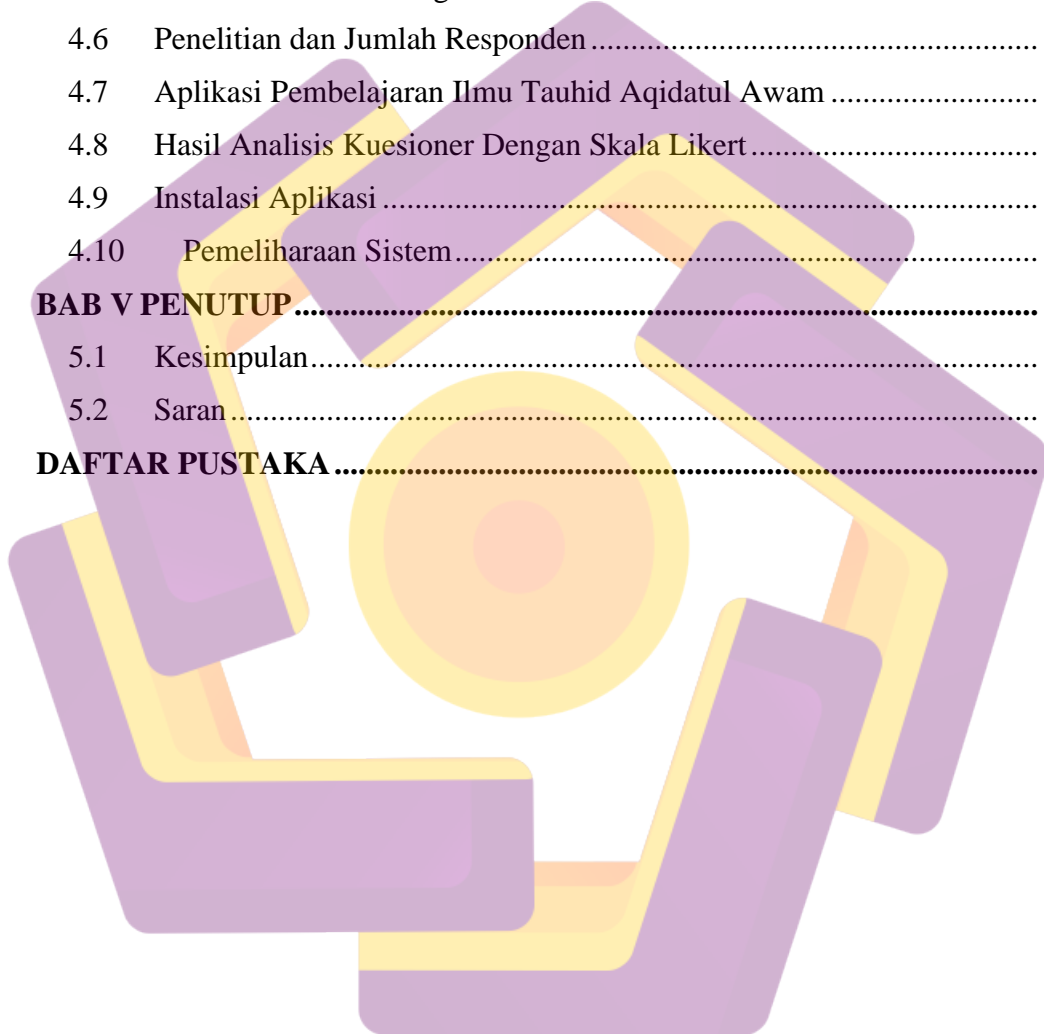 4.6 Penelitian dan Jumlah Responden
4.7 Aplikasi Pembelajaran Ilmu Tauhid Aqidatul Awam
4.8 Hasil Analisis Kuesioner Dengan Skala Likert
4.9 Instalasi Aplikasi
4.10 Pemeliharaan Sistem
BAB V PENUTUP
5.1 Kesimpulan
5.2 Saran
DAFTAR PUSTAKA